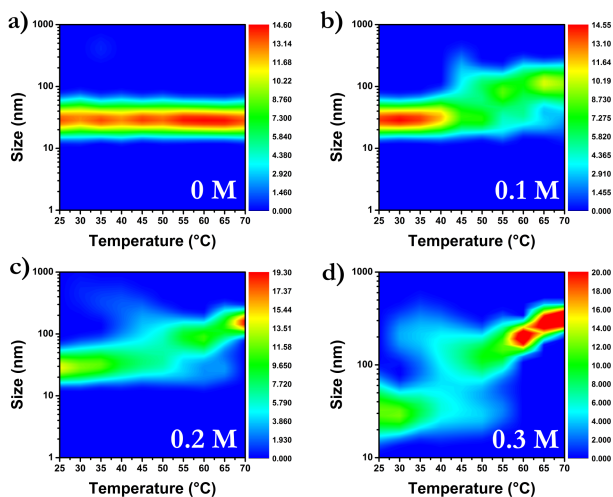 a)
Size (nm)
1000
100
10
1
0 M
25 30 35 40 45 50 55 60 65 70
Temperature (°C)
14.60
13.14
11.68
10.22
8.760
7.300
5.840
4.380
2.920
1.460
0.000
b)
Size (nm)
1000
100
10
1
0.1 M
25 30 35 40 45 50 55 60 65 70
Temperature (°C)
14.55
13.10
11.64
10.19
8.730
7.275
5.820
4.365
2.910
1.455
0.000
c)
Size (nm)
1000
100
10
1
0.2 M
25 30 35 40 45 50 55 60 65 70
Temperature (°C)
19.30
17.37
15.44
13.51
11.58
9.650
7.720
5.790
3.860
1.930
0.000
d)
Size (nm)
1000
100
10
0.3 M
25 30 35 40 45 50 55 60 65 70
Temperature (°C)
20.00
18.00
16.00
14.00
12.00
10.00
8.000
6.000
4.000
2.000
0.000